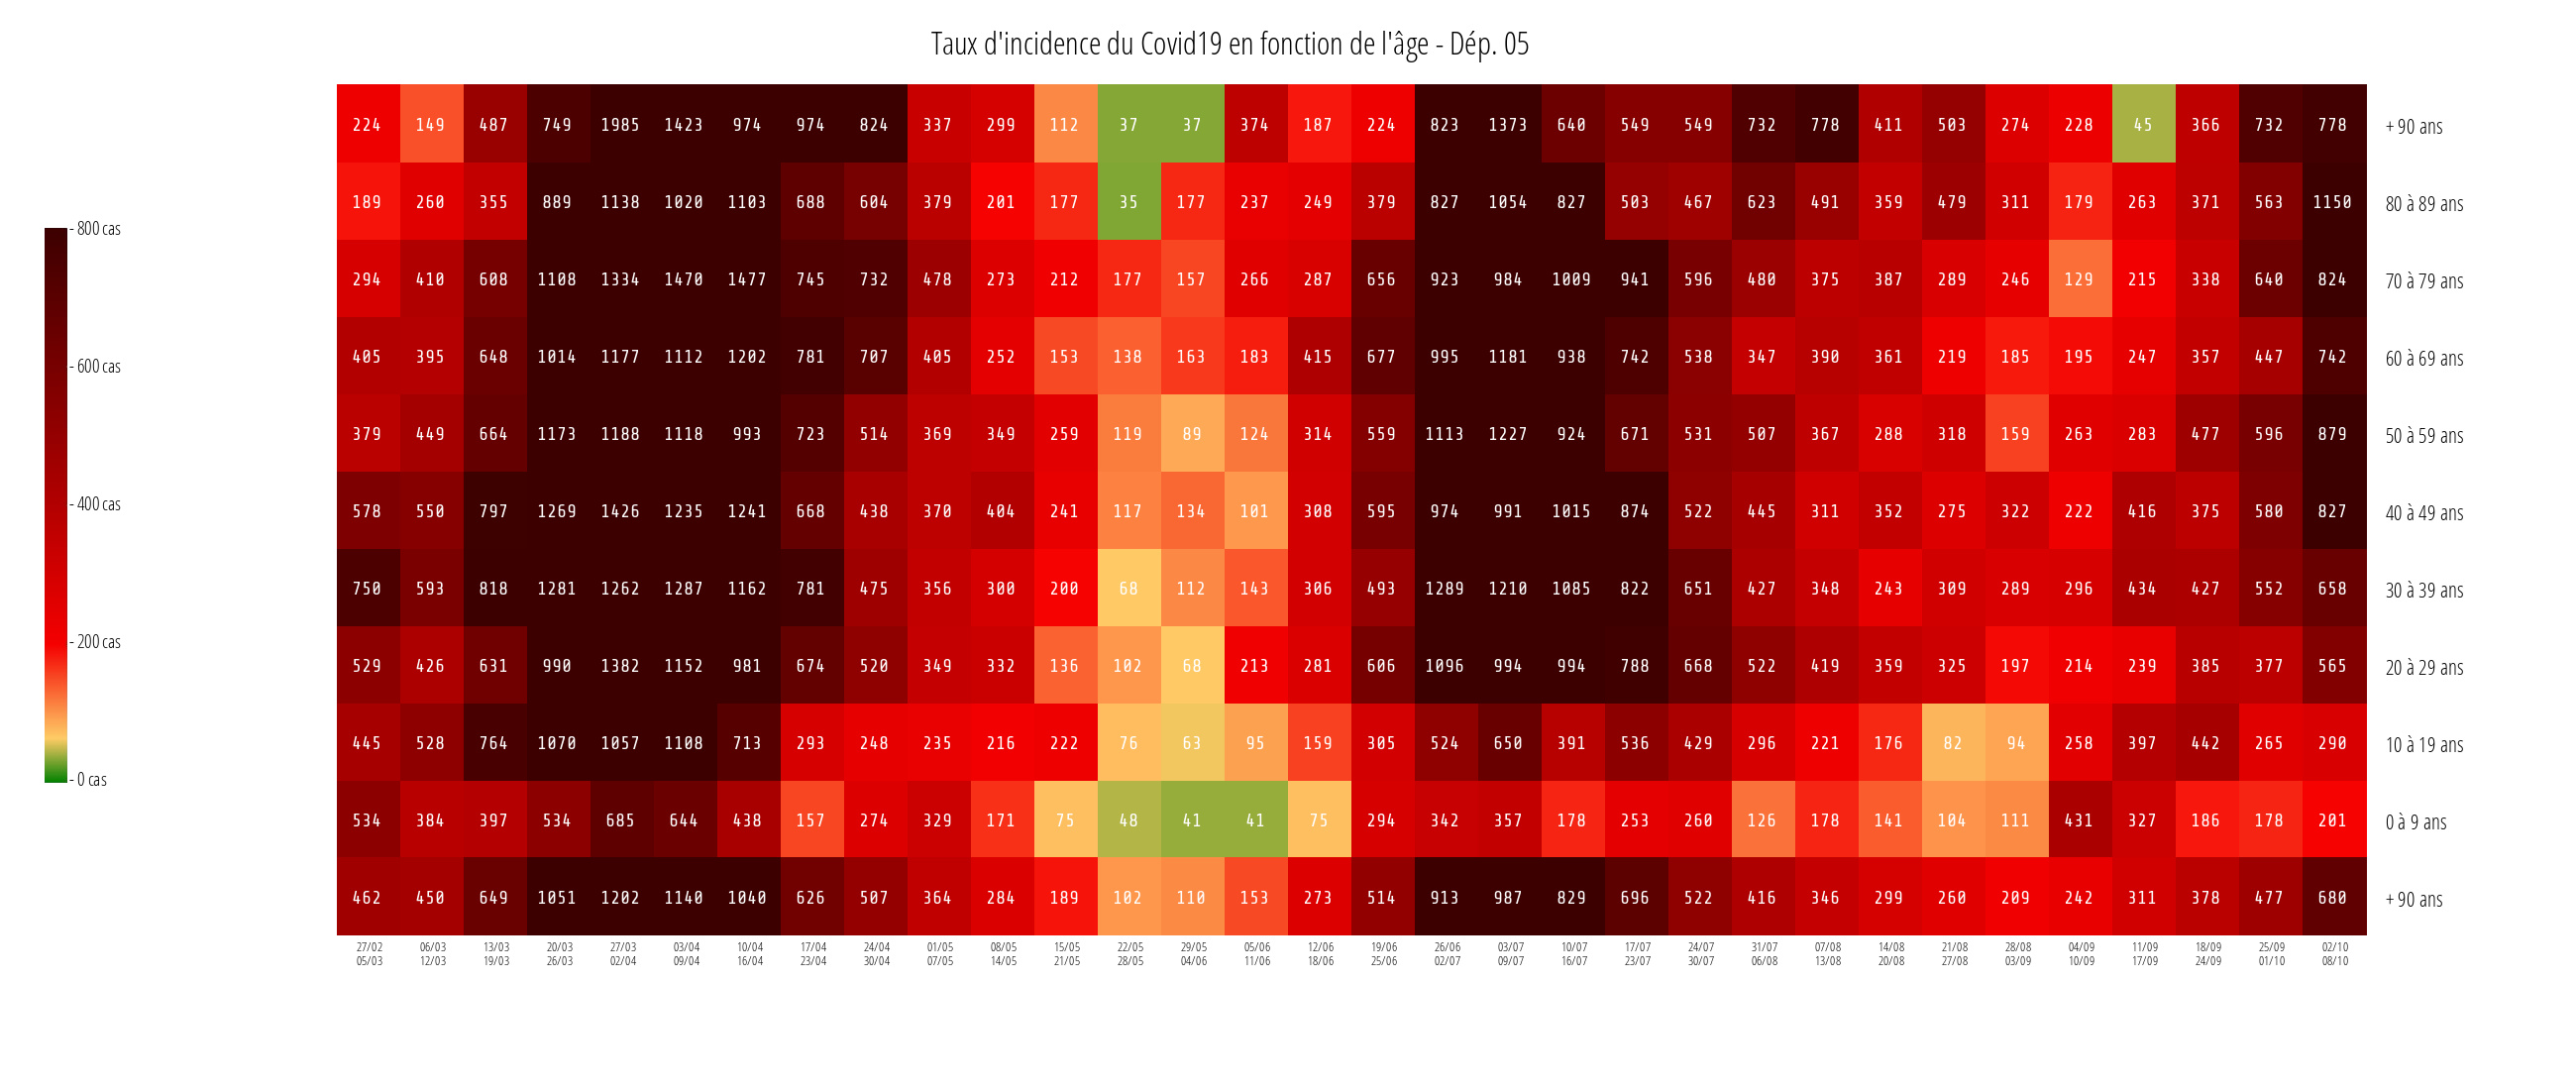 Taux d'incidence du Covid19 en fonction de l'âge - Dép. 05
224 149 487 749 1985 1423 974 974 824 337 299 112 37 37 374 187 224 823 1373 640 549 549 732 778 411 503 274 228 45 366 732 778 + 90 ans
189 260 355 889 1138 1020 1103 688 604 379 201 177 35 177 237 249 379 827 1054 827 503 467 623 491 359 479 311 179 263 371 563 1150 80 à 89 ans
294 410 608 1108 1334 1470 1477 745 732 478 273 212 177 157 266 287 656 923 984 1009 941 596 480 375 387 289 246 129 215 338 640 824 70 à 79 ans
405 395 648 1014 1177 1112 1202 781 707 405 252 153 138 163 183 415 677 995 1181 938 742 538 347 390 361 219 185 195 247 357 447 742 60 à 69 ans
379 449 664 1173 1188 1118 993 723 514 369 349 259 119 89 124 314 559 1113 1227 924 671 531 507 367 288 318 159 263 283 477 596 879 50 à 59 ans
578 550 797 1269 1426 1235 1241 668 438 370 404 241 117 134 101 308 595 974 991 1015 874 522 445 311 352 275 322 222 416 375 580 827 40 à 49 ans
750 593 818 1281 1262 1287 1162 781 475 356 300 200 68 112 143 306 493 1289 1210 1085 822 651 427 348 243 309 289 296 434 427 552 658 30 à 39 ans
529 426 631 990 1382 1152 981 674 520 349 332 136 102 68 213 281 606 1096 994 994 788 668 522 419 359 325 197 214 239 385 377 565 20 à 29 ans
445 528 764 1070 1057 1108 713 293 248 235 216 222 76 63 95 159 305 524 650 391 536 429 296 221 176 82 94 258 397 442 265 290 10 à 19 ans
534 384 397 534 685 644 438 157 274 329 171 75 48 41 41 75 294 342 357 178 253 260 126 178 141 104 111 431 327 186 178 201 0 à 9 ans
462 450 649 1051 1202 1140 1040 626 507 364 284 189 102 110 153 273 514 913 987 829 696 522 416 346 299 260 209 242 311 378 477 680 + 90 ans
27/02 06/03 13/03 20/03 27/03 03/04 10/04 17/04 24/04 01/05 08/05 15/05 22/05 29/05 05/06 12/06 19/06 26/06 03/07 10/07 17/07 24/07 31/07 07/08 14/08 21/08 28/08 04/09 11/09 18/09 25/09 02/10
05/03 12/03 19/03 26/03 02/04 09/04 16/04 23/04 30/04 07/05 14/05 21/05 28/05 04/06 11/06 18/06 25/06 02/07 09/07 16/07 23/07 30/07 06/08 13/08 20/08 27/08 03/09 10/09 17/09 24/09 01/10 08/10
- 800 cas
- 600 cas
- 400 cas
- 200 cas
- 0 cas